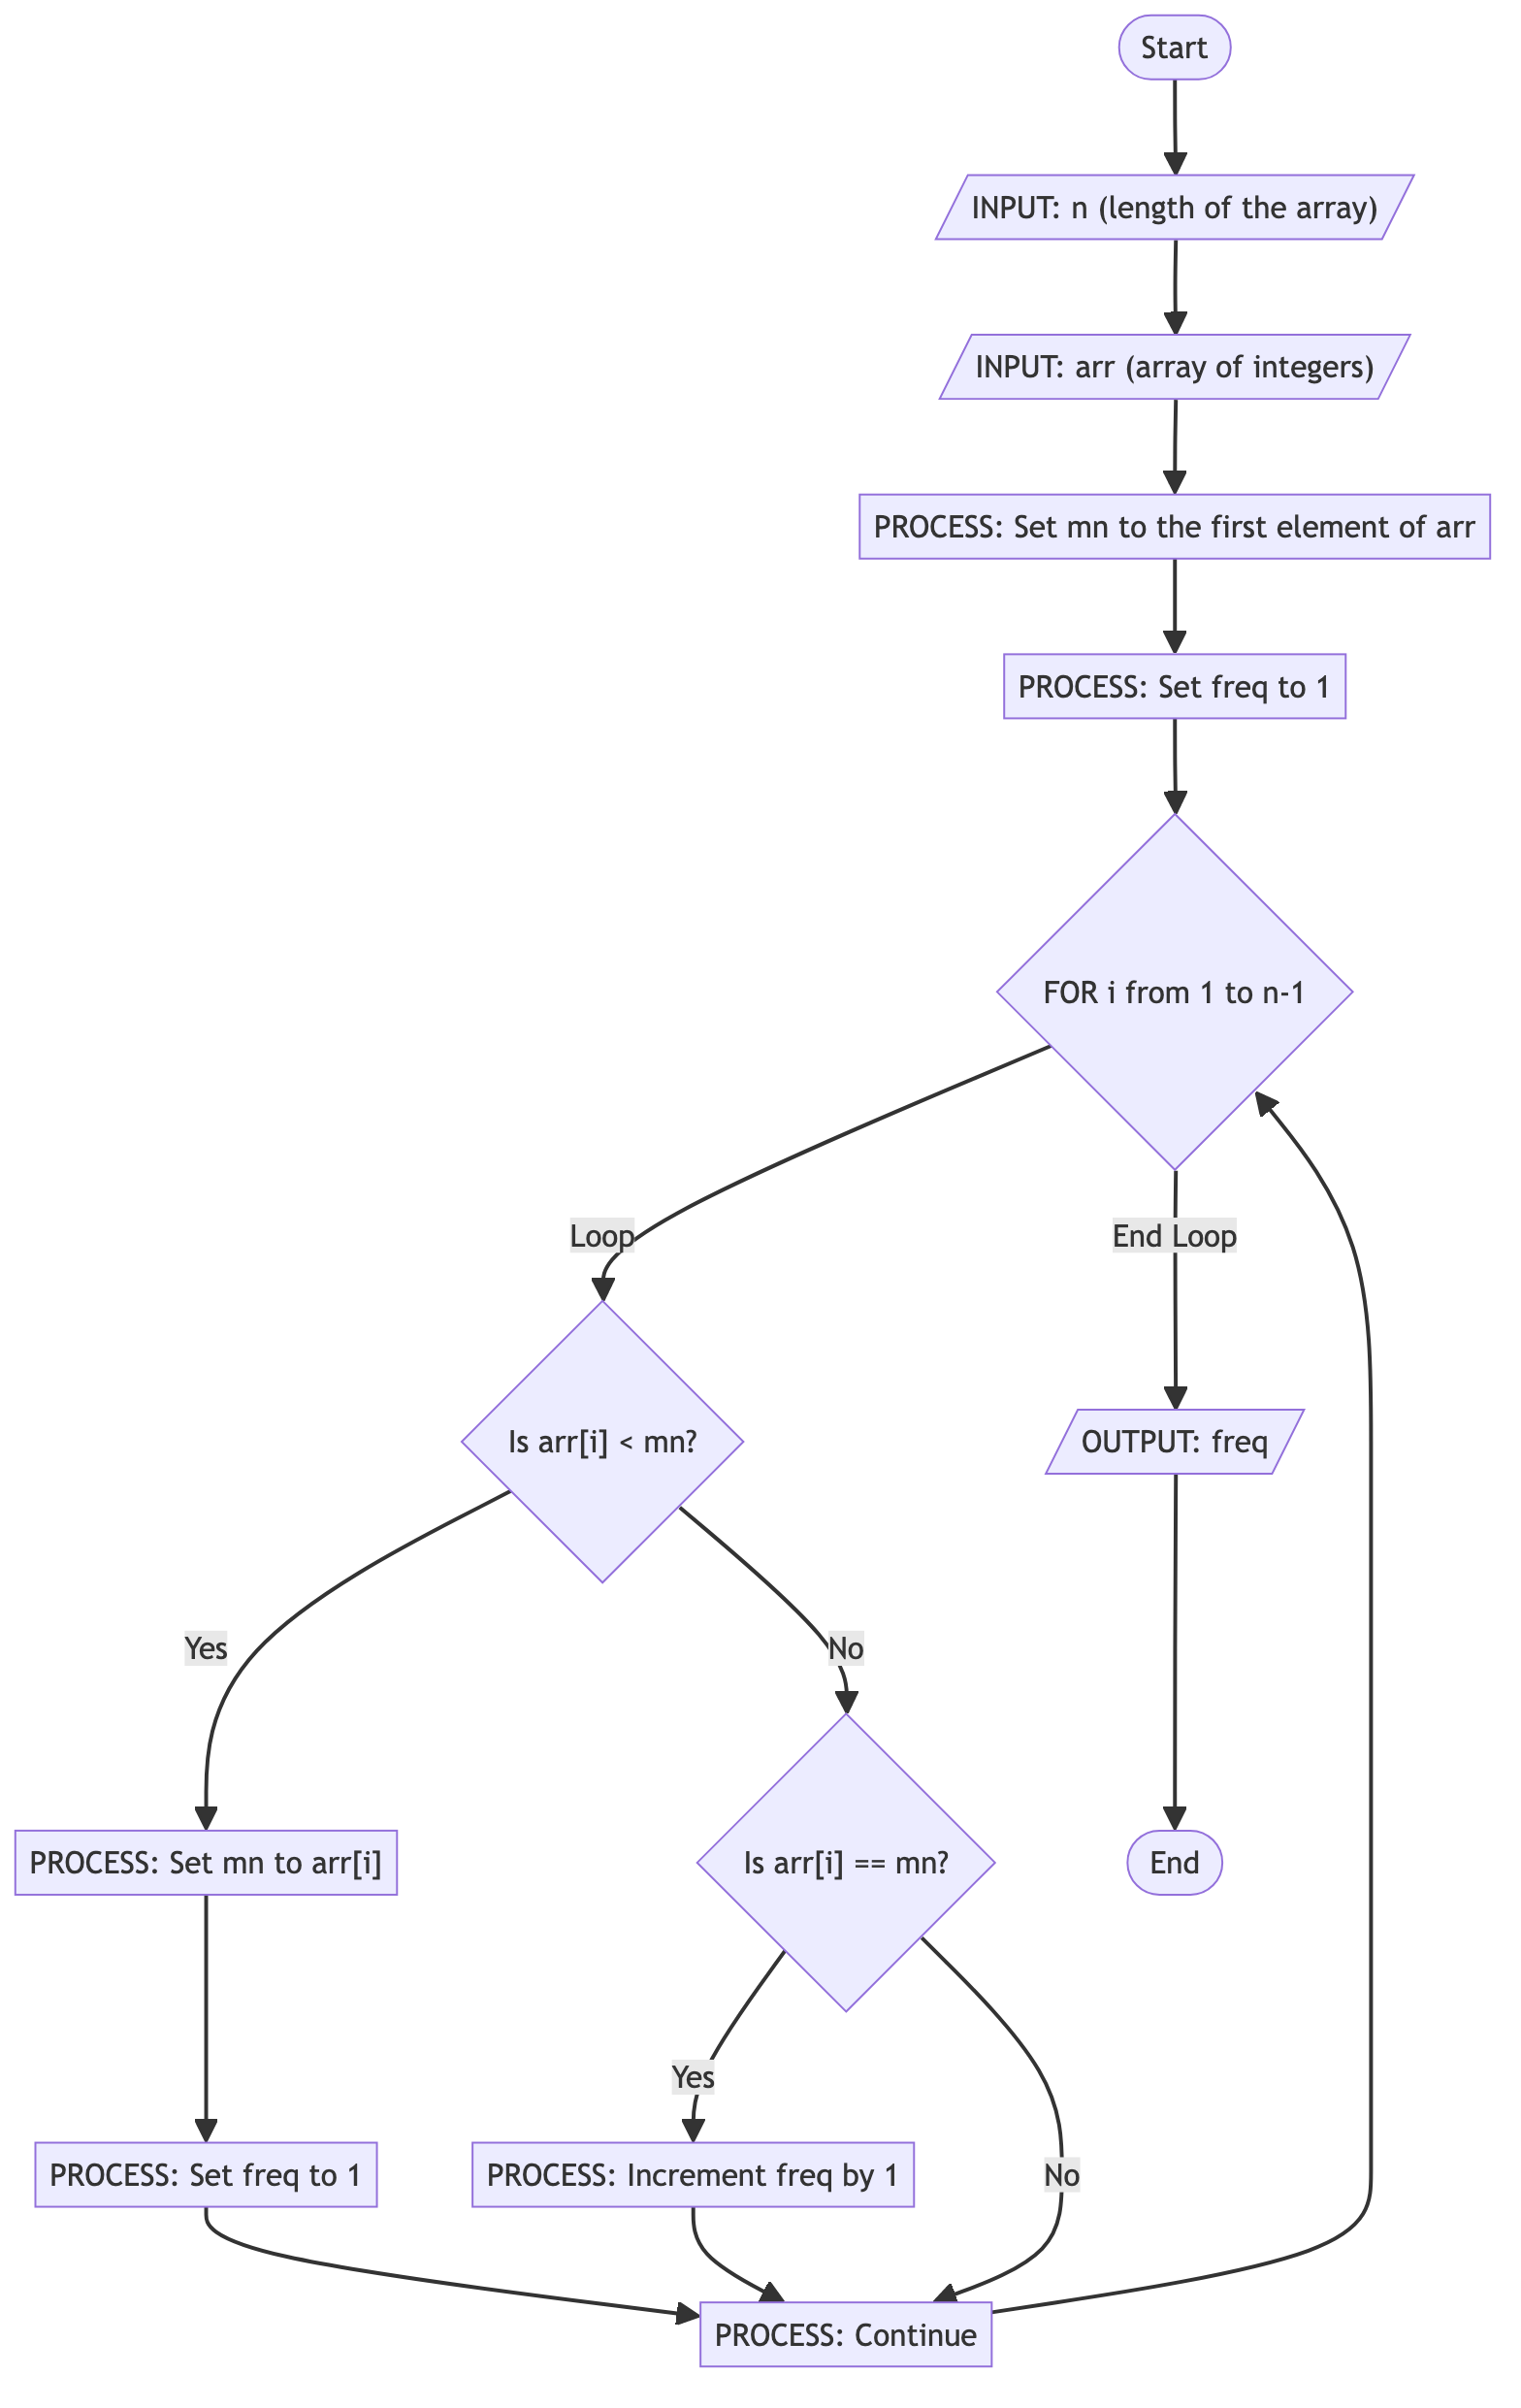 Start
INPUT: n (length of the array)
INPUT: arr (array of integers)
PROCESS: Set mn to the first element of arr
PROCESS: Set freq to 1
FOR i from 1 to n-1
Loop
End Loop
Is arr[i] < mn?
OUTPUT: freq
Yes
No
PROCESS: Set mn to arr[i]
Is arr[i] == mn?
End
Yes
PROCESS: Set freq to 1
PROCESS: Increment freq by 1
No
PROCESS: Continue